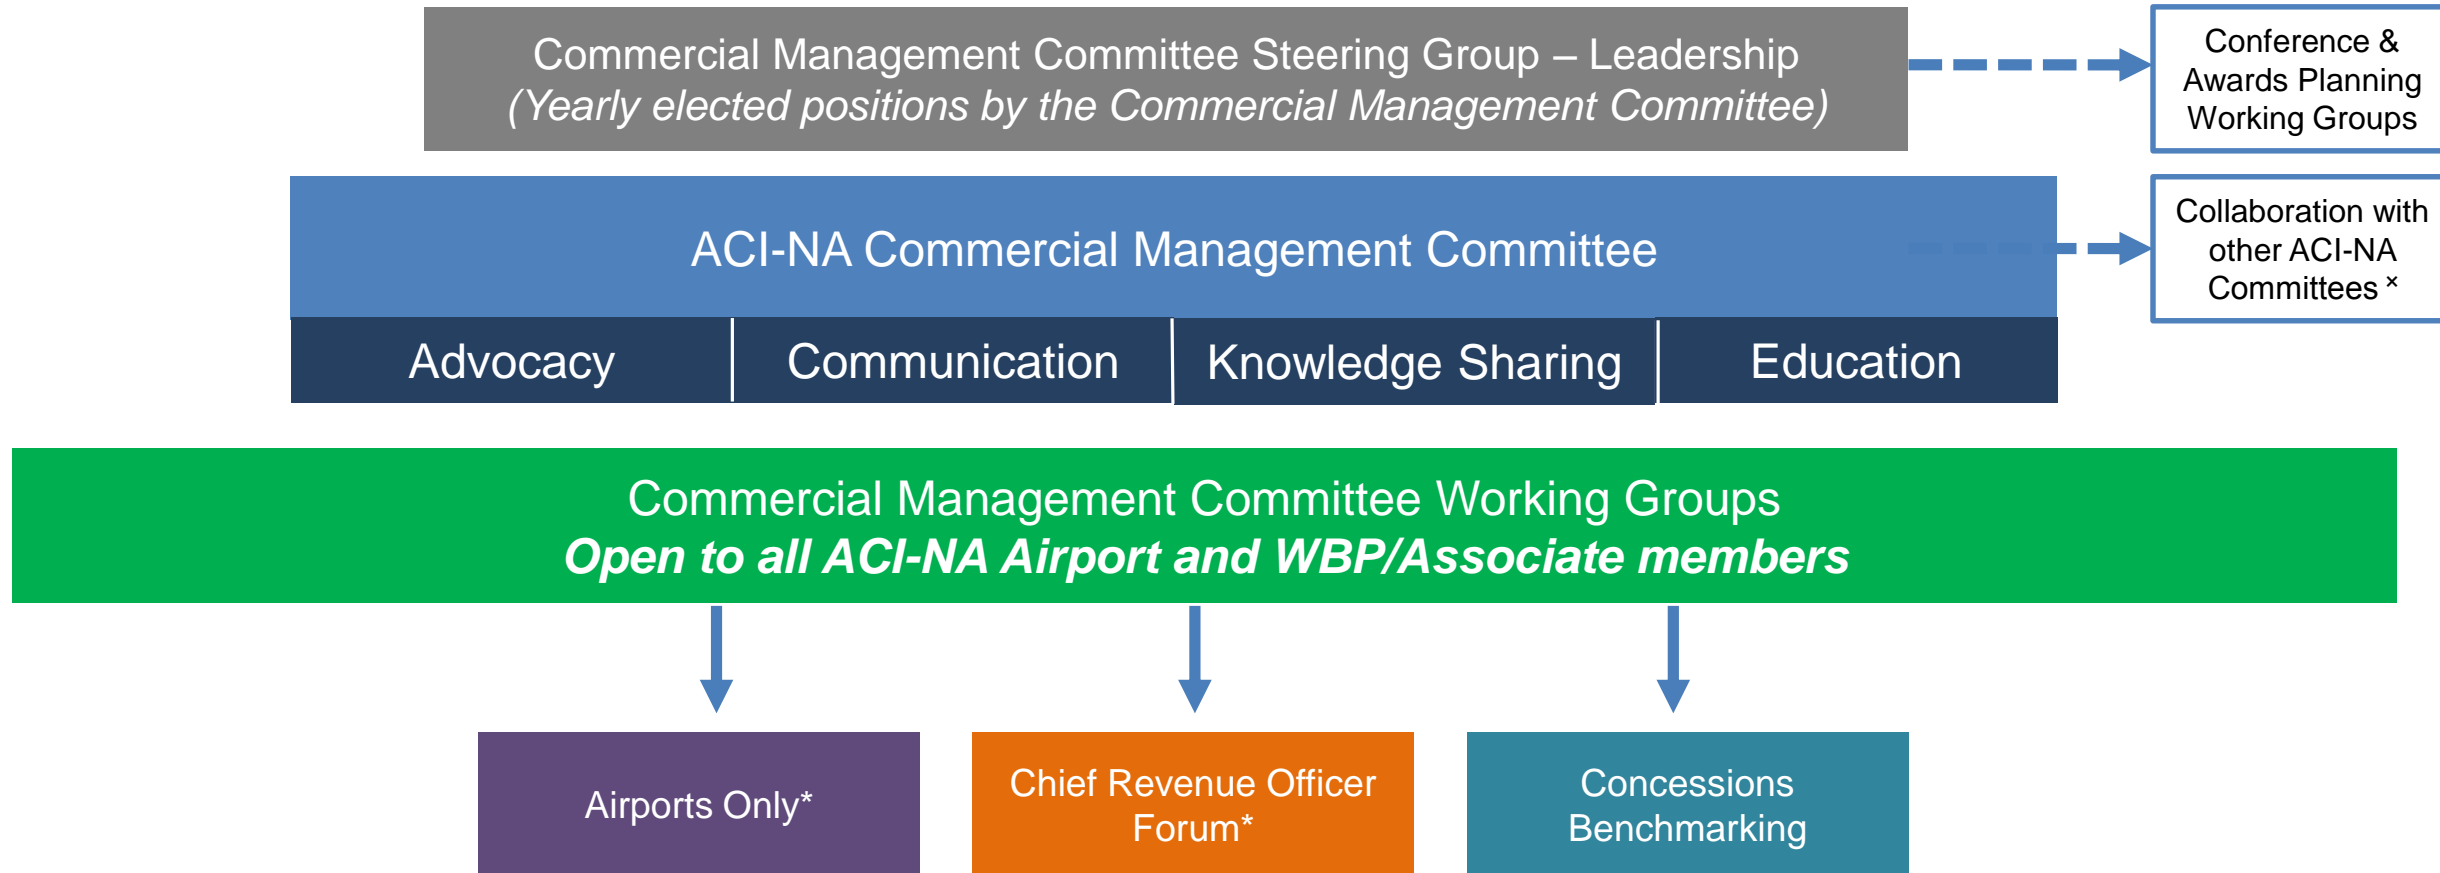 Commercial Management Committee Steering Group – Leadership
(Yearly elected positions by the Commercial Management Committee)
Conference &
Awards Planning
Working Groups
ACI-NA Commercial Management Committee
Collaboration with
other ACI-NA
Committees ˣ
Advocacy
Communication
Knowledge Sharing
Education
Commercial Management Committee Working Groups
Open to all ACI-NA Airport and WBP/Associate members
Airports Only*
Chief Revenue Officer
Forum*
Concessions
Benchmarking